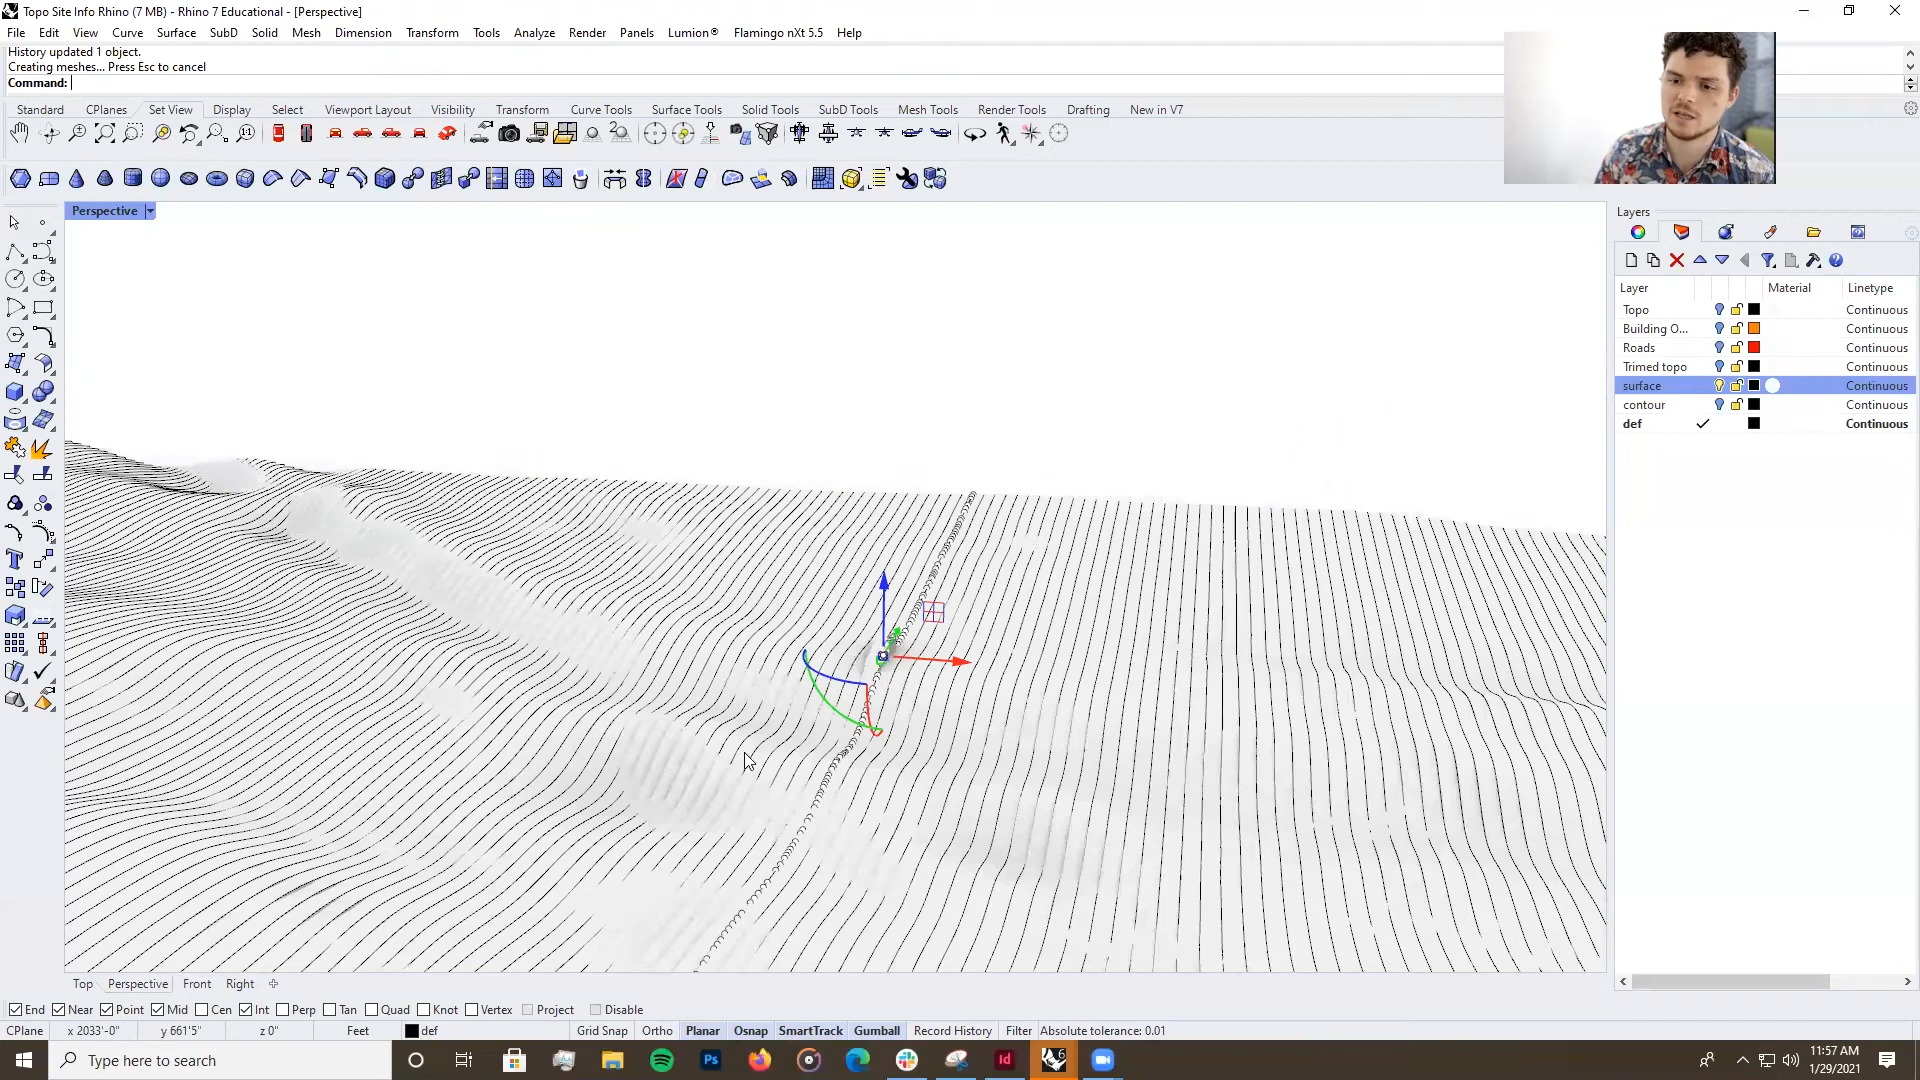 Topo Site Info Rhino (7 MB) - Rhino 7 Educational - [Perspective]
File Edit View Curve Surface SubD Solid Mesh Dimension Transform Tools Analyze Render Panels Lumion® Flamingo nXt 5.5 Help
History updated 1 object.
Creating meshes... Press Esc to cancel
Command:
Standard CPlanes Set View Display Select Viewport Layout Visibility Transform Curve Tools Surface Tools Solid Tools SubD Tools Mesh Tools Render Tools Drafting New in V7
Perspective
Layers
Layer Material Linetype
Topo Continuous
Building O... Continuous
Roads Continuous
Trimed topo Continuous
surface Continuous
contour Continuous
def Continuous
Top Perspective Front Right
End Near Point Mid Cen Int Perp Tan Quad Knot Vertex Project Disable
CPlane x 2033'-0" y 661'5" z 0" Feet def Grid Snap Ortho Planar Osnap SmartTrack Gumball Record History Filter Absolute tolerance: 0.01
Type here to search
11:57 AM
1/29/2021